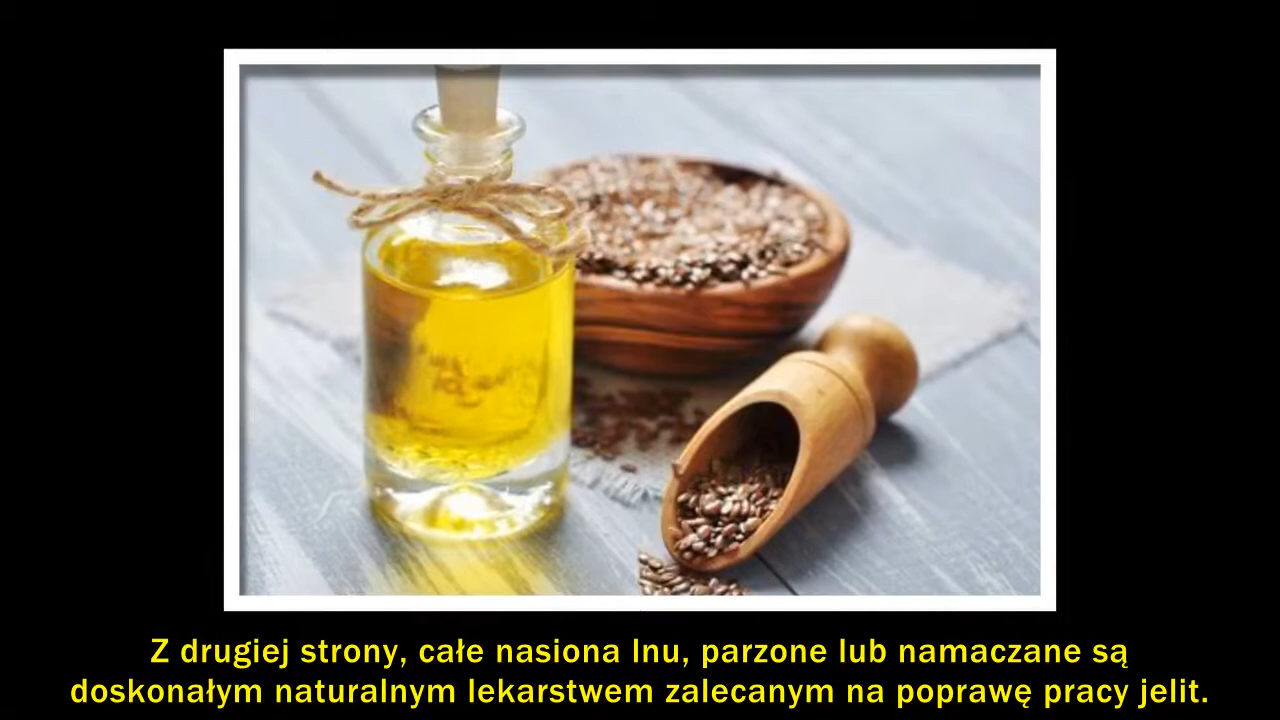 Z drugiej strony, całe nasiona lnu, parzone lub namaczane są
doskonałym naturalnym lekarstwem zalecanym na poprawę pracy jelit.